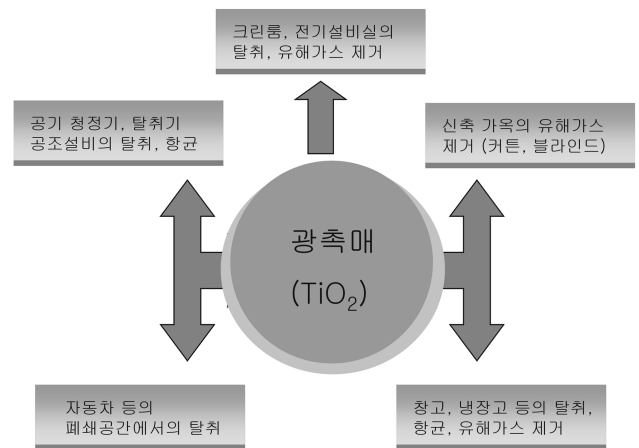 크린룸, 전기설비실의
탈취, 유해가스 제거
공기 청정기, 탈취기
공조설비의 탈취, 항균
신축 가옥의 유해가스
제거 (커튼, 블라인드)
광촉매
(TiO₂)
자동차 등의
폐쇄공간에서의 탈취
창고, 냉장고 등의 탈취,
항균, 유해가스 제거